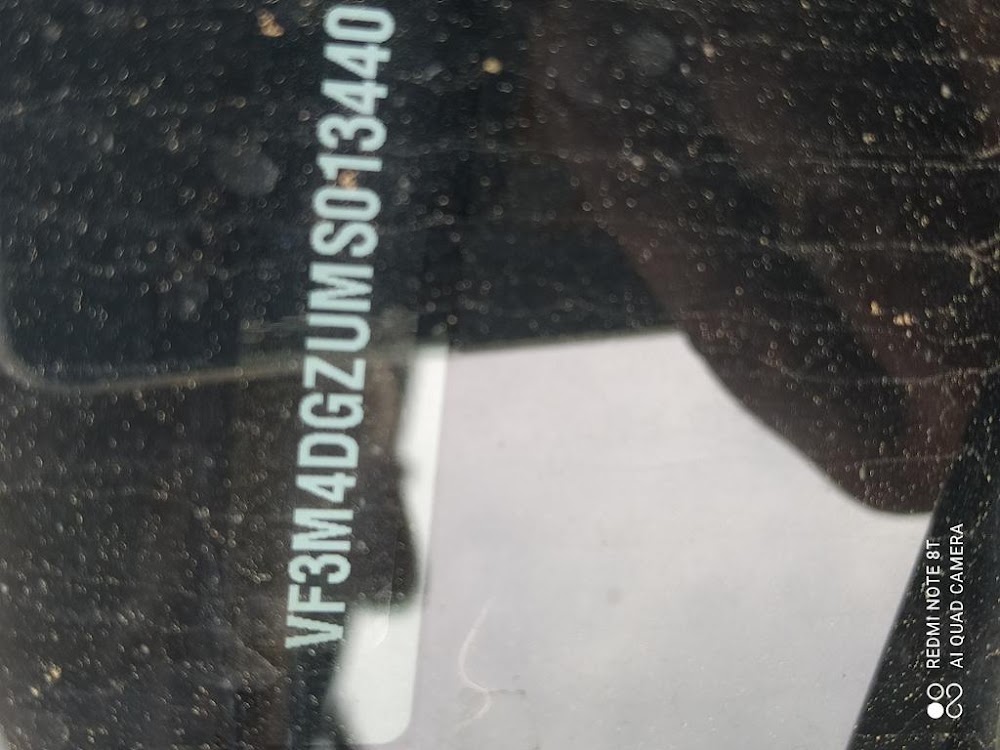 VF3M4DGZUMS013440
REDMI NOTE 8T
AI QUAD CAMERA